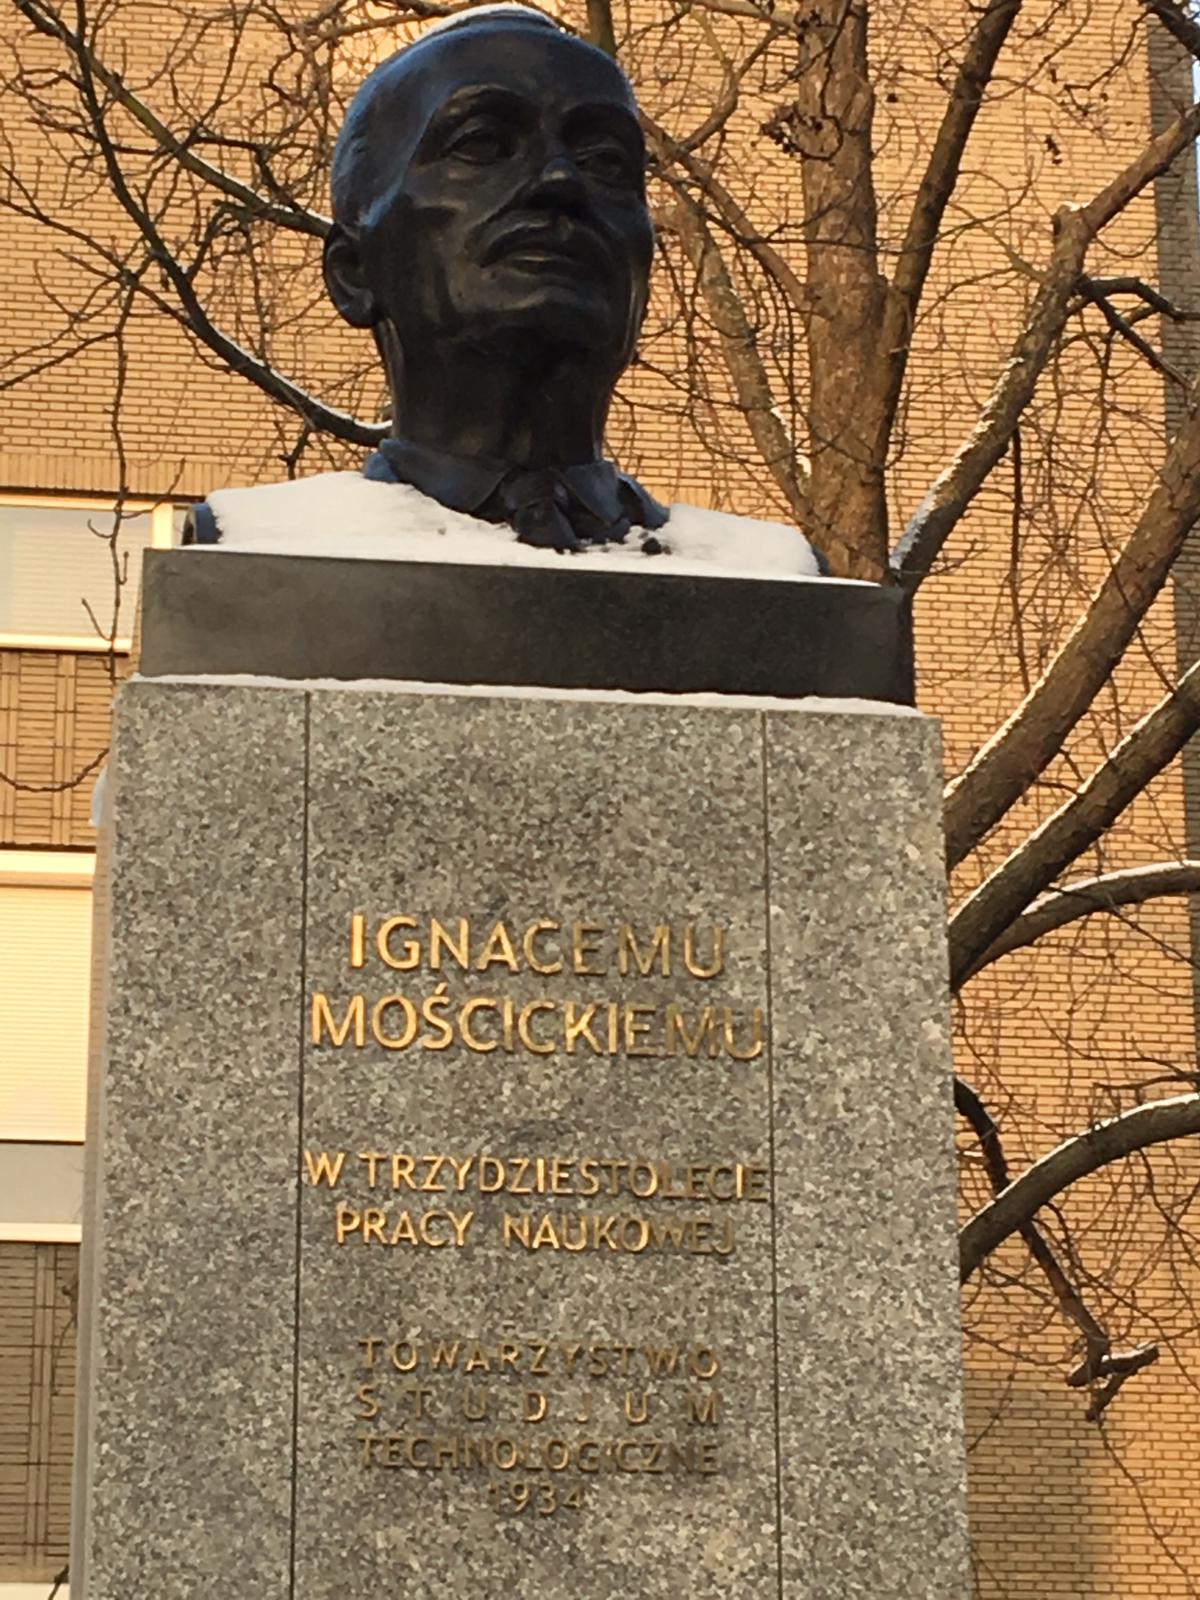 IGNACEMU
MOŚCICKIEMU
W TRZYDZIESTOLECIE
PRACY NAUKOWEJ
TOWARZYSTWO
STUDJUM
TECHNOLOGICZNE
1934